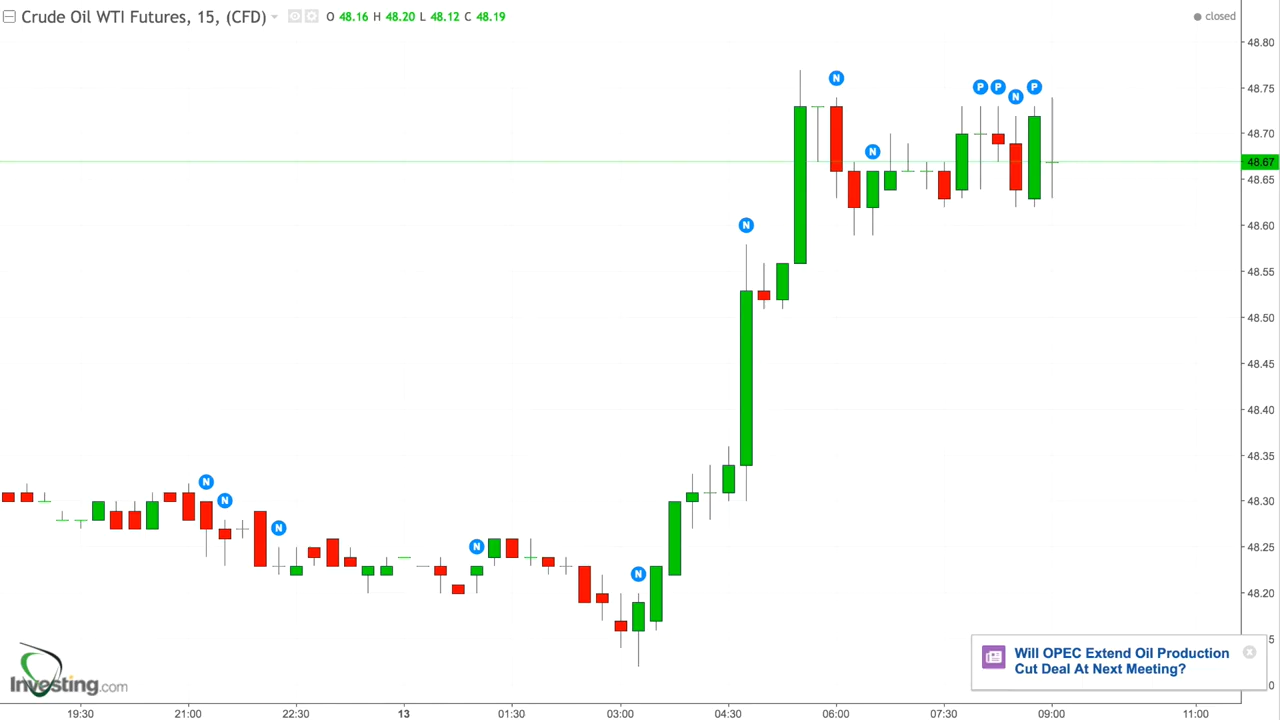 Crude Oil WTI Futures, 15, (CFD) O 48.16 H 48.20 L 48.12 C 48.19
closed
48.80
N
48.75
P P N P
48.70
N
48.67
48.65
N
48.60
48.55
48.50
48.45
48.40
48.35
N
N
48.30
N
N
48.25
N
48.20
5
Will OPEC Extend Oil Production
Cut Deal At Next Meeting?
0
Investing.com
19:30 21:00 22:30 13 01:30 03:00 04:30 06:00 07:30 09:00 11:00